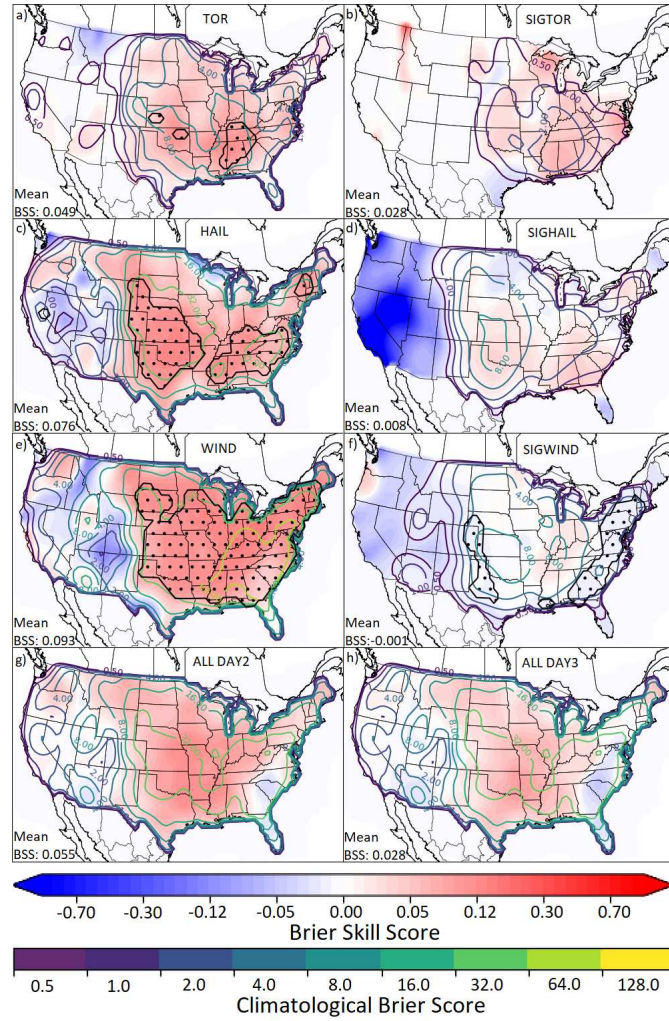 a) TOR
Mean
BSS: 0.049
b) SIGTOR
Mean
BSS: 0.028
c) HAIL
Mean
BSS: 0.076
d) SIGHAIL
Mean
BSS: 0.008
e) WIND
Mean
BSS: 0.093
f) SIGWIND
Mean
BSS:-0.001
g) ALL DAY2
Mean
BSS: 0.055
h) ALL DAY3
Mean
BSS: 0.028
-0.70 -0.30 -0.12 -0.05 0.00 0.05 0.12 0.30 0.70
Brier Skill Score
0.5 1.0 2.0 4.0 8.0 16.0 32.0 64.0 128.0
Climatological Brier Score